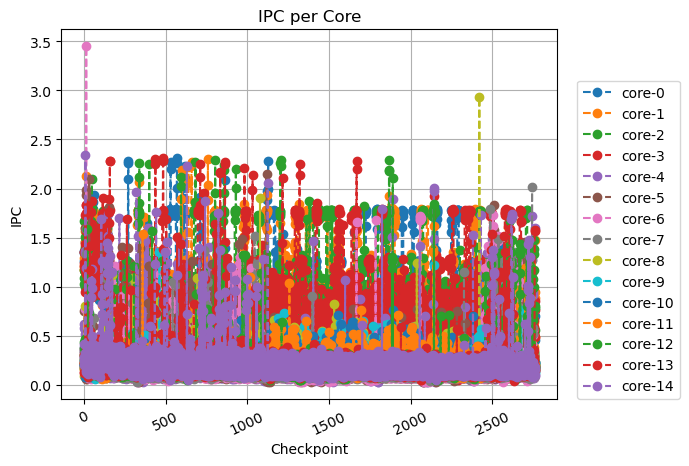 IPC per Core
IPC
3.5
3.0
2.5
2.0
1.5
1.0
0.5
0.0
0
500
1000
1500
2000
2500
Checkpoint
core-0
core-1
core-2
core-3
core-4
core-5
core-6
core-7
core-8
core-9
core-10
core-11
core-12
core-13
core-14